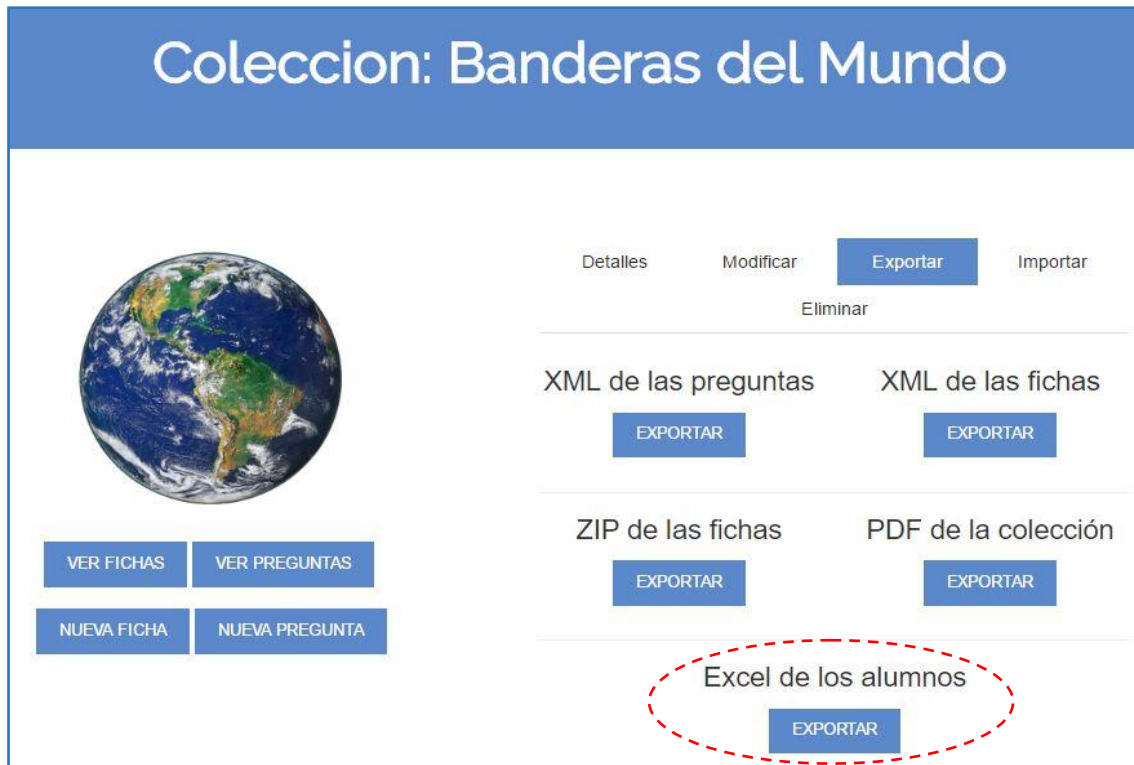 Coleccion: Banderas del Mundo
Detalles Modificar Exportar Importar
Eliminar
XML de las preguntas XML de las fichas
EXPORTAR EXPORTAR
ZIP de las fichas PDF de la colección
EXPORTAR EXPORTAR
VER FICHAS VER PREGUNTAS
NUEVA FICHA NUEVA PREGUNTA
Excel de los alumnos
EXPORTAR